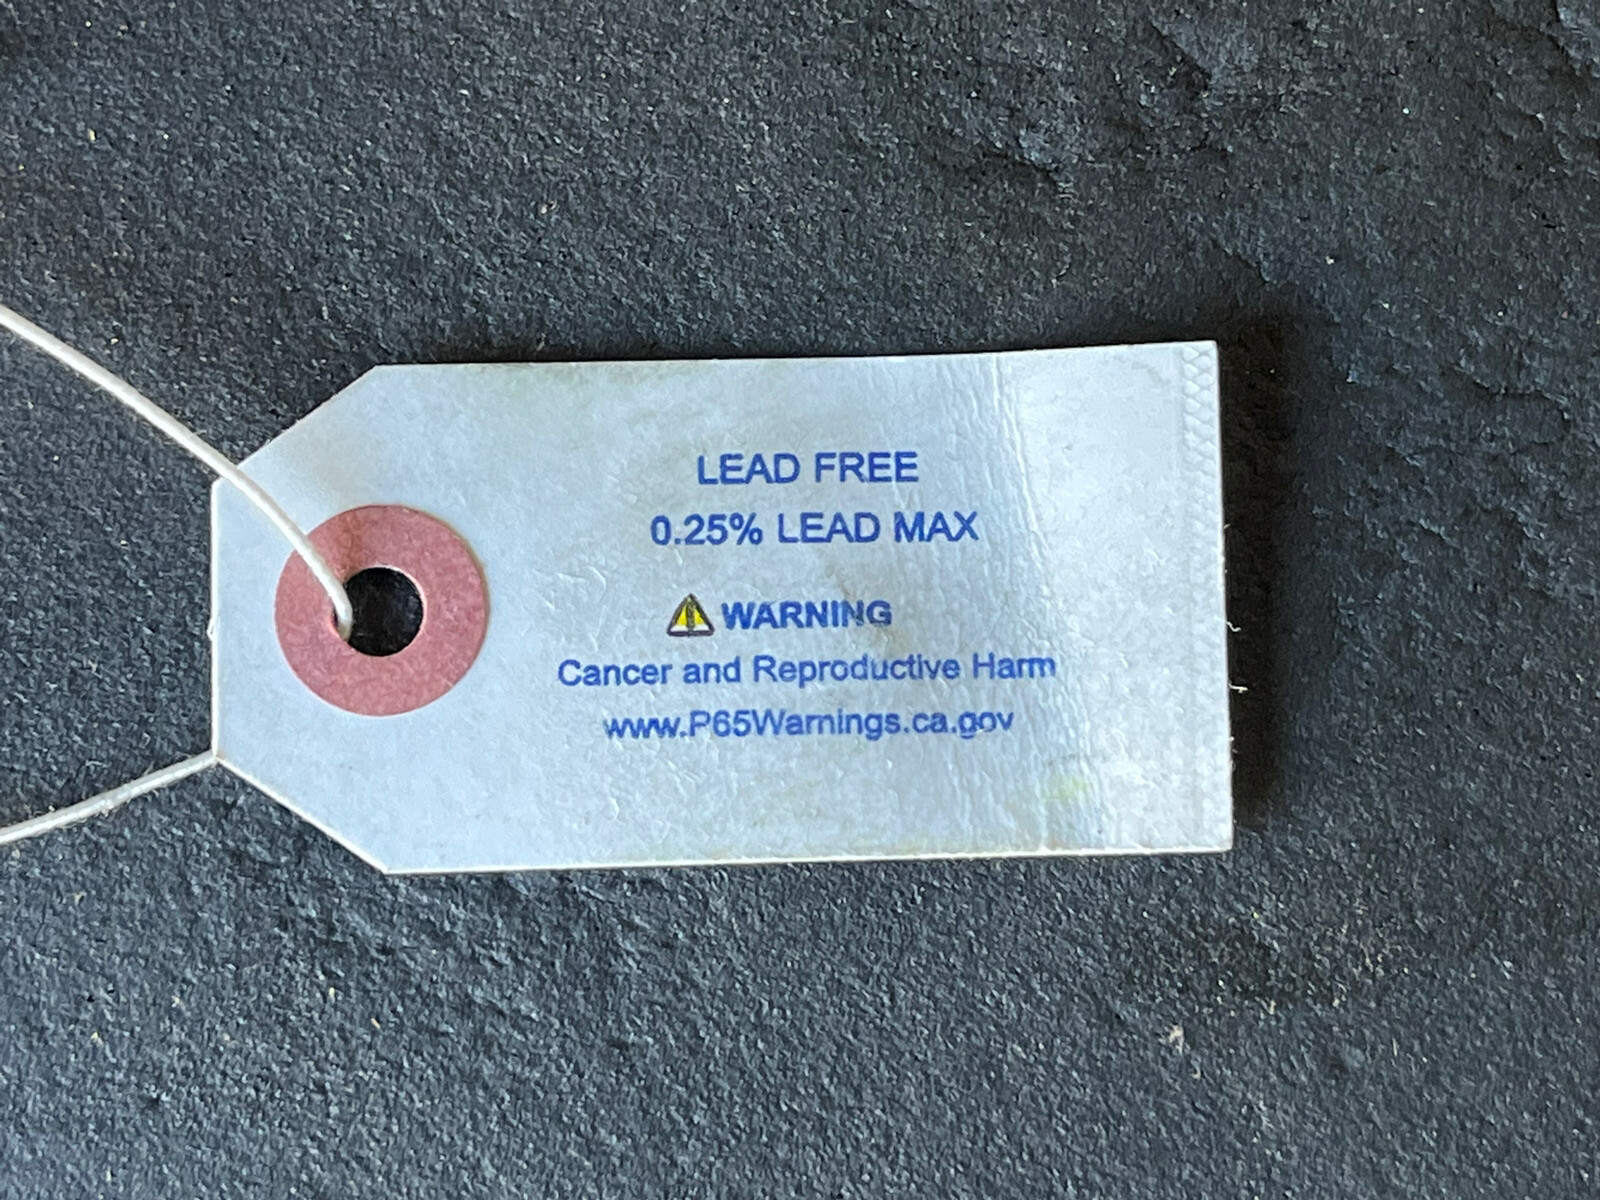 LEAD FREE
0.25% LEAD MAX
⚠ WARNING
Cancer and Reproductive Harm
www.P65Warnings.ca.gov